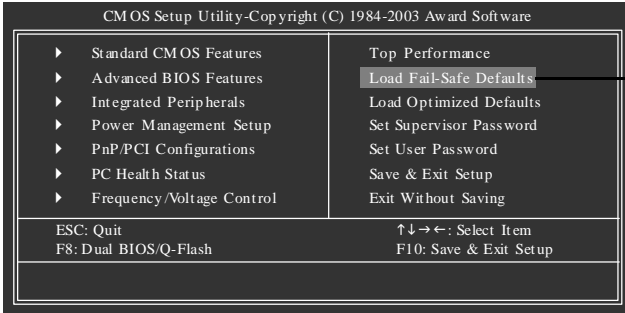 CMOS Setup Utility-Copyright (C) 1984-2003 Award Software
Standard CMOS Features
Advanced BIOS Features
Integrated Peripherals
Power Management Setup
PnP/PCI Configurations
PC Health Status
Frequency/Voltage Control
Top Performance
Load Fail-Safe Defaults
Load Optimized Defaults
Set Supervisor Password
Set User Password
Save & Exit Setup
Exit Without Saving
ESC: Quit
F8: Dual BIOS/Q-Flash
↑↓→←: Select Item
F10: Save & Exit Setup